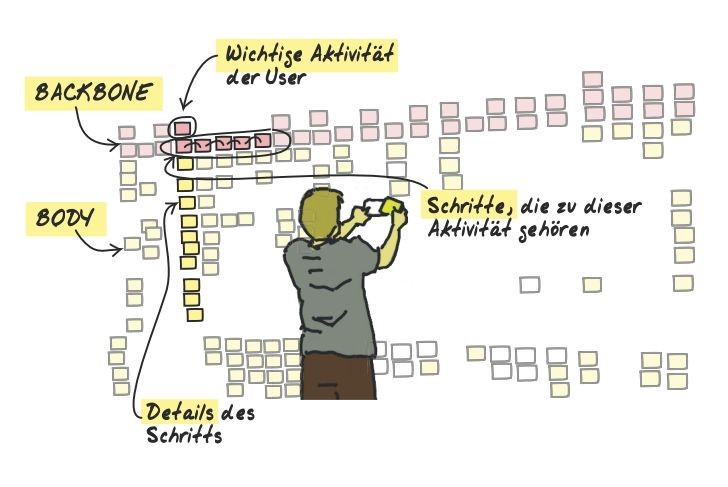 Wichtige Aktivität
der User
BACKBONE
BODY
Schritte, die zu dieser
Aktivität gehören
Details des
Schritts